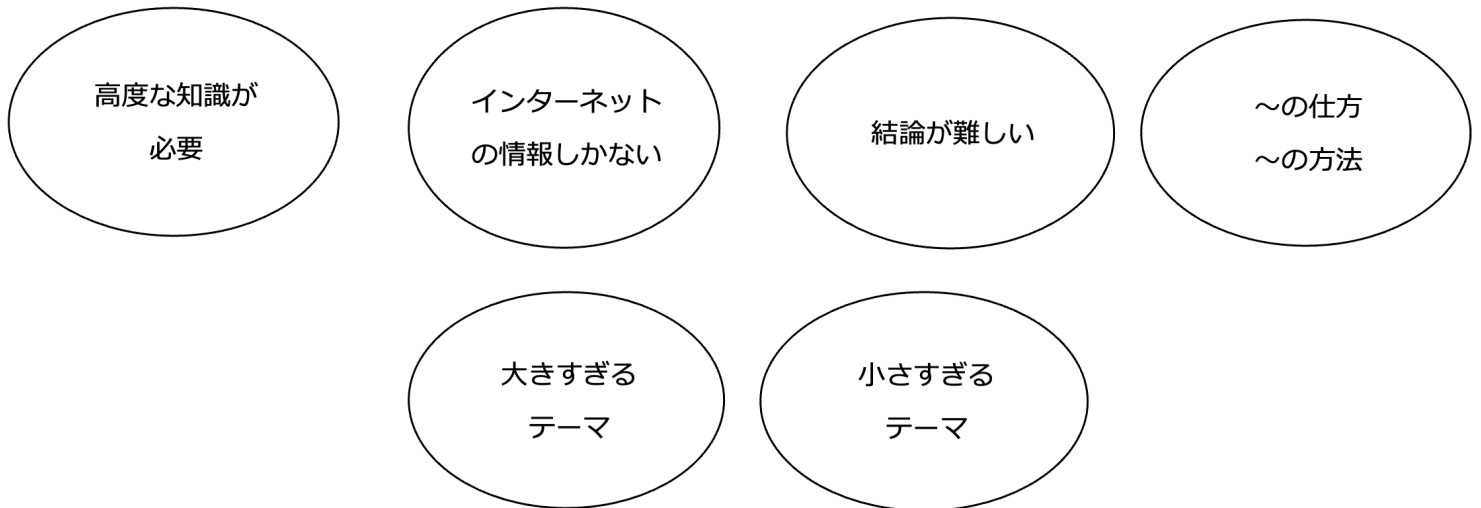 高度な知識が
必要
インターネット
の情報しかない
結論が難しい
～の仕方
～の方法
大きすぎる
テーマ
小さすぎる
テーマ